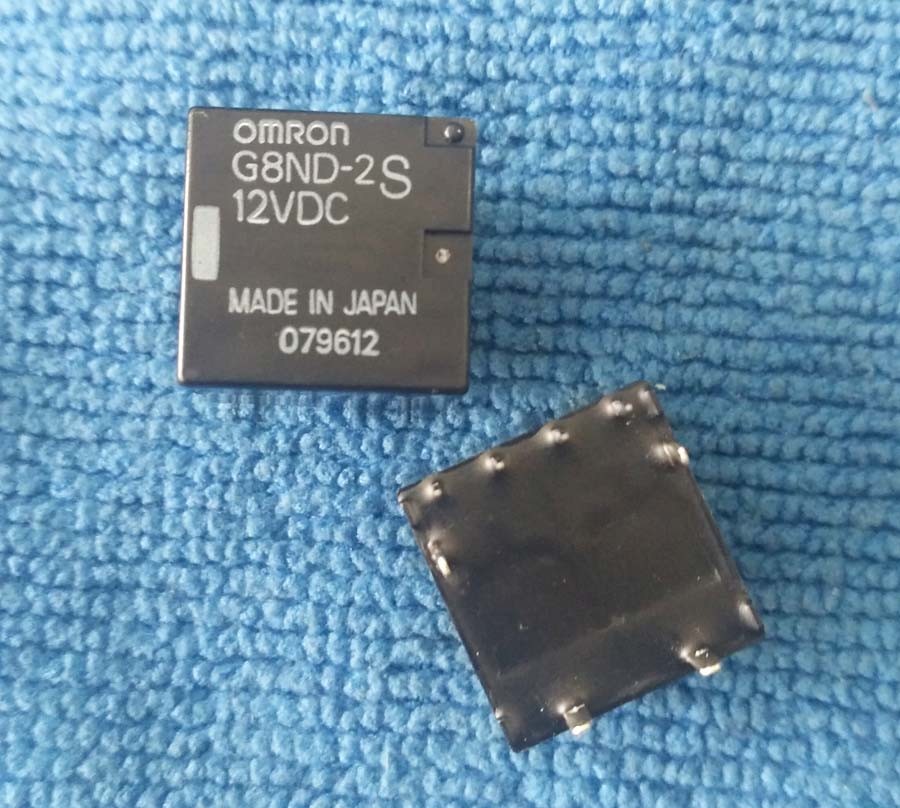 OMRON
G8ND-2S
12VDC
MADE IN JAPAN
079612